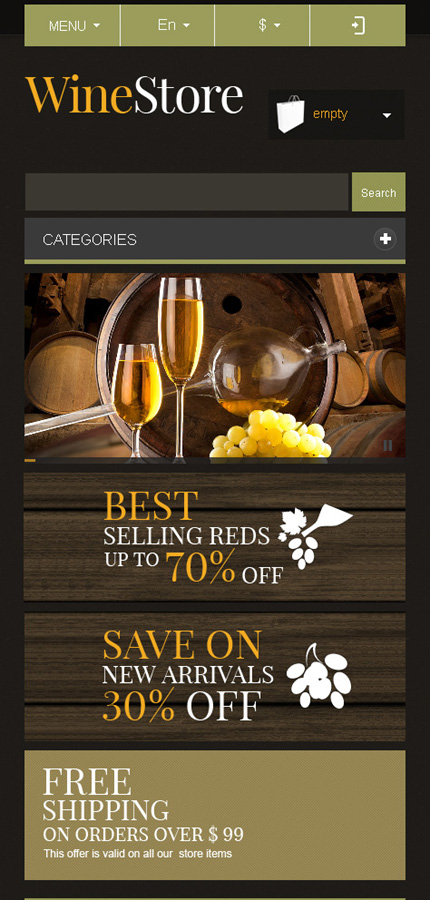 MENU En $
WineStore
empty
Search
CATEGORIES
BEST
SELLING REDS
UP TO 70% OFF
SAVE ON
NEW ARRIVALS
30% OFF
FREE
SHIPPING
ON ORDERS OVER $ 99
This offer is valid on all our store items